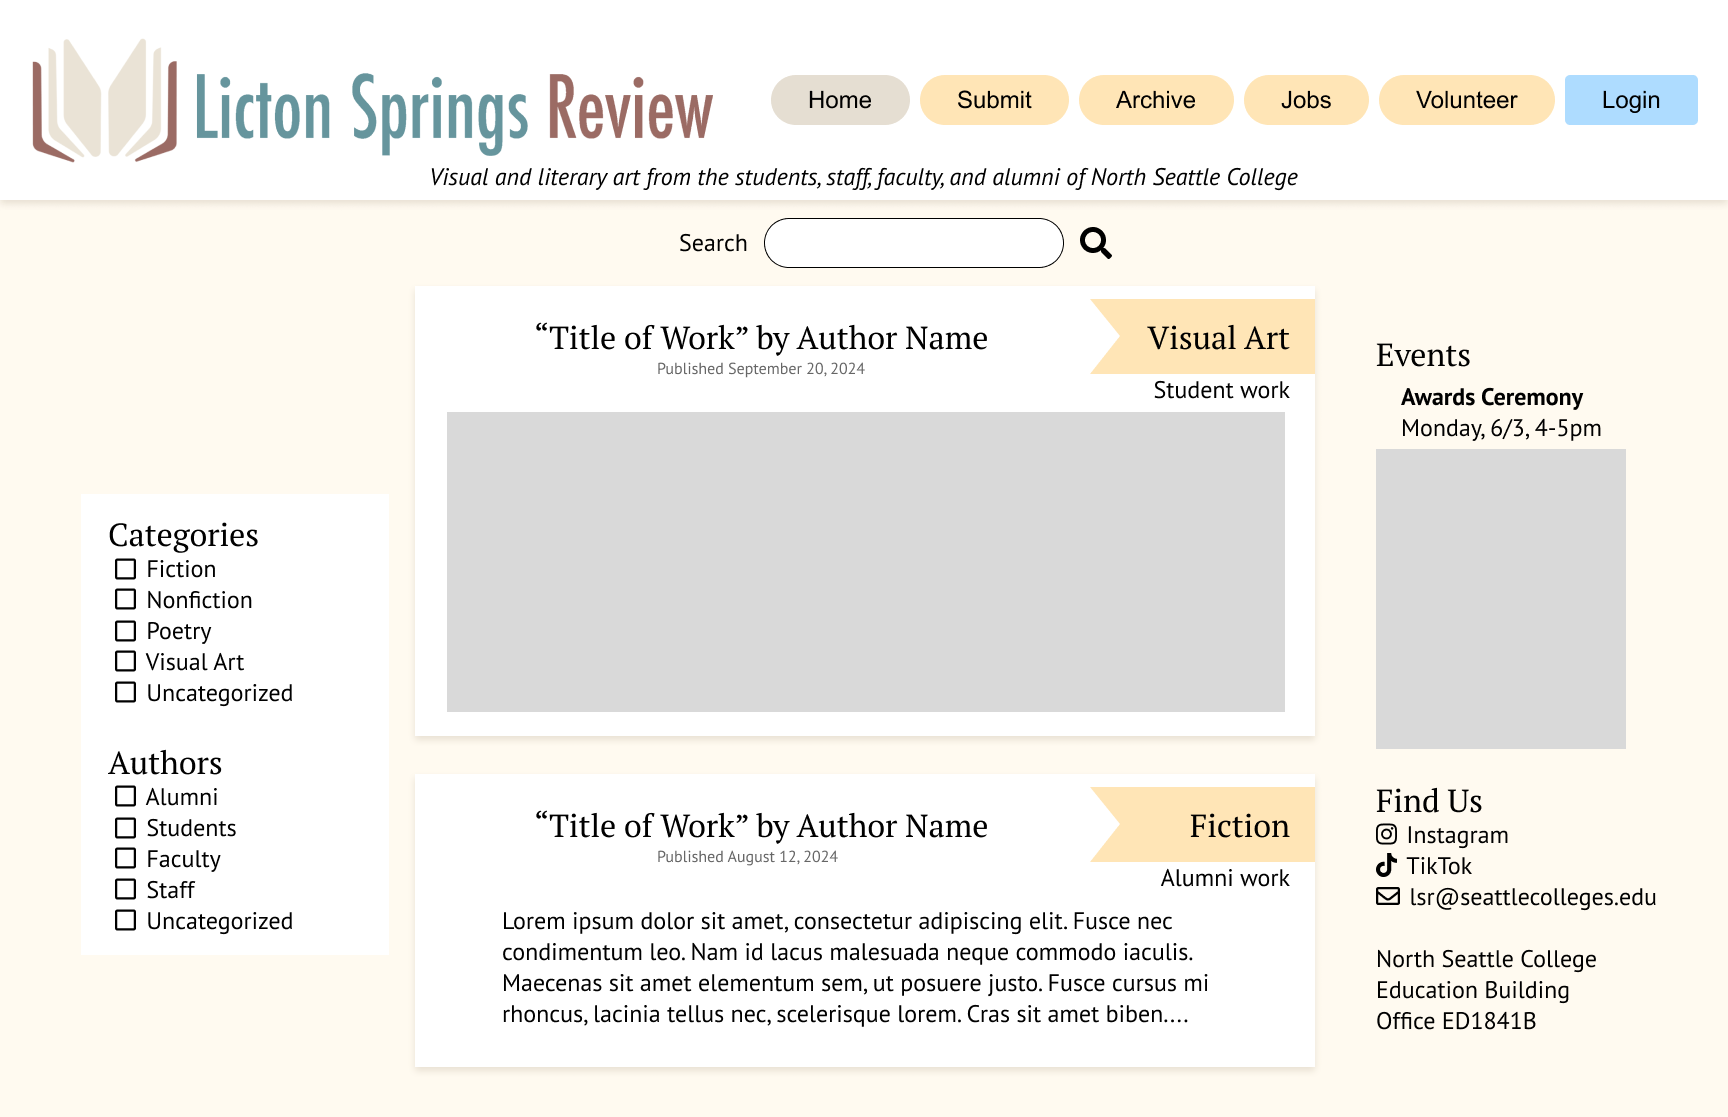 Licton Springs Review
Home
Submit
Archive
Jobs
Volunteer
Login
Visual and literary art from the students, staff, faculty, and alumni of North Seattle College
Search
Categories
Fiction
Nonfiction
Poetry
Visual Art
Uncategorized
Authors
Alumni
Students
Faculty
Staff
Uncategorized
“Title of Work” by Author Name
Published September 20, 2024
Visual Art
Student work
“Title of Work” by Author Name
Published August 12, 2024
Fiction
Alumni work
Lorem ipsum dolor sit amet, consectetur adipiscing elit. Fusce nec
condimentum leo. Nam id lacus malesuada neque commodo iaculis.
Maecenas sit amet elementum sem, ut posuere justo. Fusce cursus mi
rhoncus, lacinia tellus nec, scelerisque lorem. Cras sit amet biben....
Events
Awards Ceremony
Monday, 6/3, 4-5pm
Find Us
Instagram
TikTok
lsr@seattlecolleges.edu
North Seattle College
Education Building
Office ED1841B